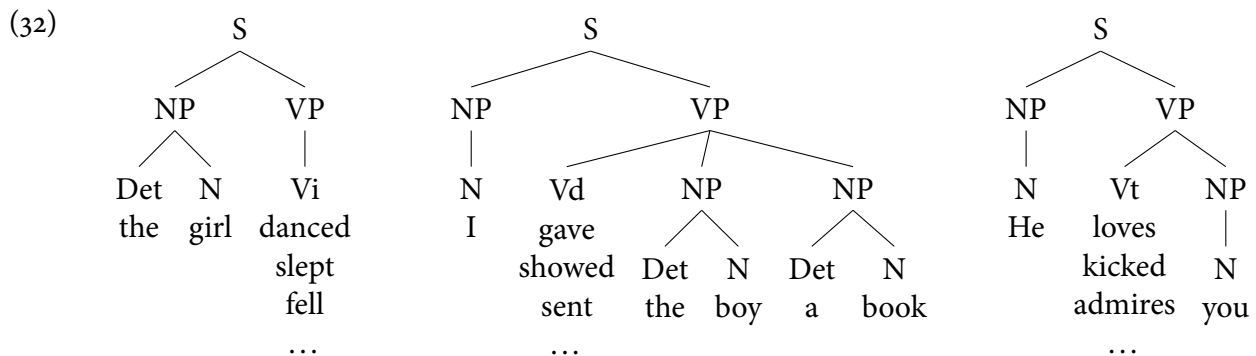 (32) S S S
NP VP NP VP NP VP
Det N Vi N Vd NP NP N Vt NP
the girl danced I gave He loves
slept showed Det N Det N kicked N
fell sent the boy a book admires you
… … …